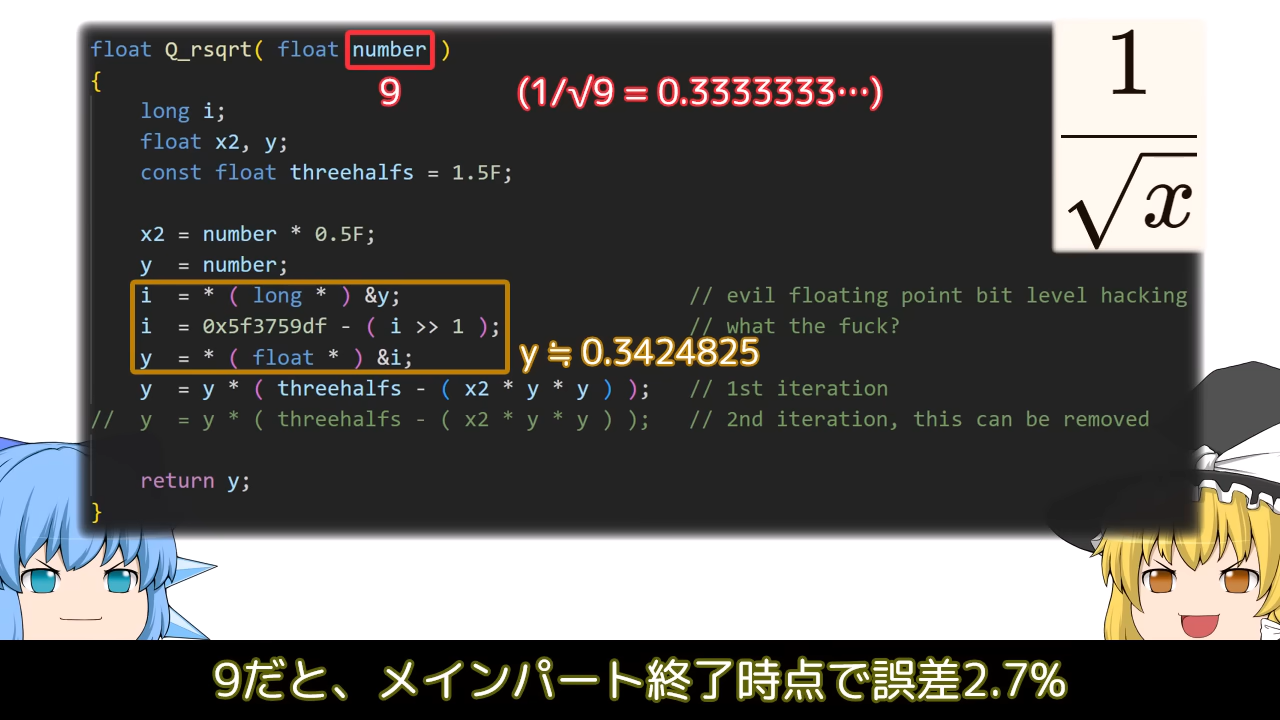 float Q_rsqrt( float number )
9 (1/√9 = 0.3333333…)
1
√x
{
long i;
float x2, y;
const float threehalfs = 1.5F;
x2 = number * 0.5F;
y = number;
i = * ( long * ) &y; // evil floating point bit level hacking
i = 0x5f3759df - ( i >> 1 ); // what the fuck?
y = * ( float * ) &i;
y ≒ 0.3424825
y = y * ( threehalfs - ( x2 * y * y ) ); // 1st iteration
// y = y * ( threehalfs - ( x2 * y * y ) ); // 2nd iteration, this can be removed
return y;
}
9だと、メインパート終了時点で誤差2.7%